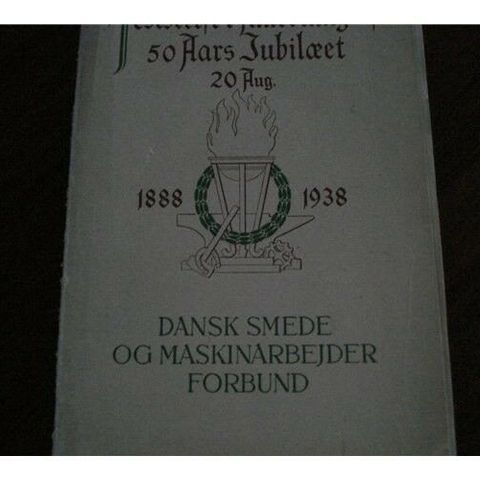 50 Aars Jubilæet
20 Aug.
1888 1938
DANSK SMEDE
OG MASKINARBEJDER
FORBUND